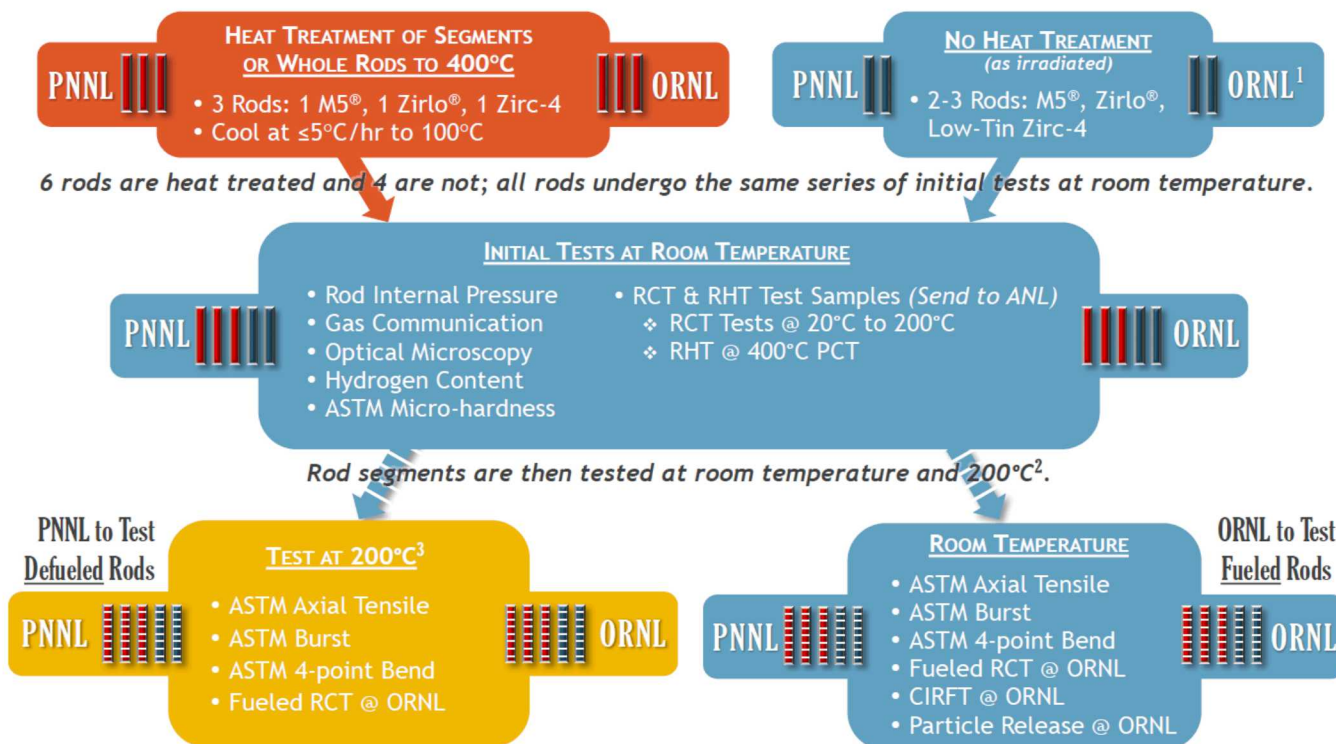 HEAT TREATMENT OF SEGMENTS
OR WHOLE RODS TO 400°C
PNNL
ORNL
• 3 Rods: 1 M5®, 1 Zirlo®, 1 Zirc-4
• Cool at ≤5°C/hr to 100°C
NO HEAT TREATMENT
(as irradiated)
PNNL
ORNL¹
• 2-3 Rods: M5®, Zirlo®,
Low-Tin Zirc-4
6 rods are heat treated and 4 are not; all rods undergo the same series of initial tests at room temperature.
INITIAL TESTS AT ROOM TEMPERATURE
• Rod Internal Pressure
• Gas Communication
• Optical Microscopy
• Hydrogen Content
• ASTM Micro-hardness
• RCT & RHT Test Samples (Send to ANL)
❖ RCT Tests @ 20°C to 200°C
❖ RHT @ 400°C PCT
PNNL
ORNL
Rod segments are then tested at room temperature and 200°C².
PNNL to Test
Defueled Rods
PNNL
TEST AT 200°C³
• ASTM Axial Tensile
• ASTM Burst
• ASTM 4-point Bend
• Fueled RCT @ ORNL
ORNL
PNNL
ROOM TEMPERATURE
• ASTM Axial Tensile
• ASTM Burst
• ASTM 4-point Bend
• Fueled RCT @ ORNL
• CIRFT @ ORNL
• Particle Release @ ORNL
ORNL to Test
Fueled Rods
ORNL